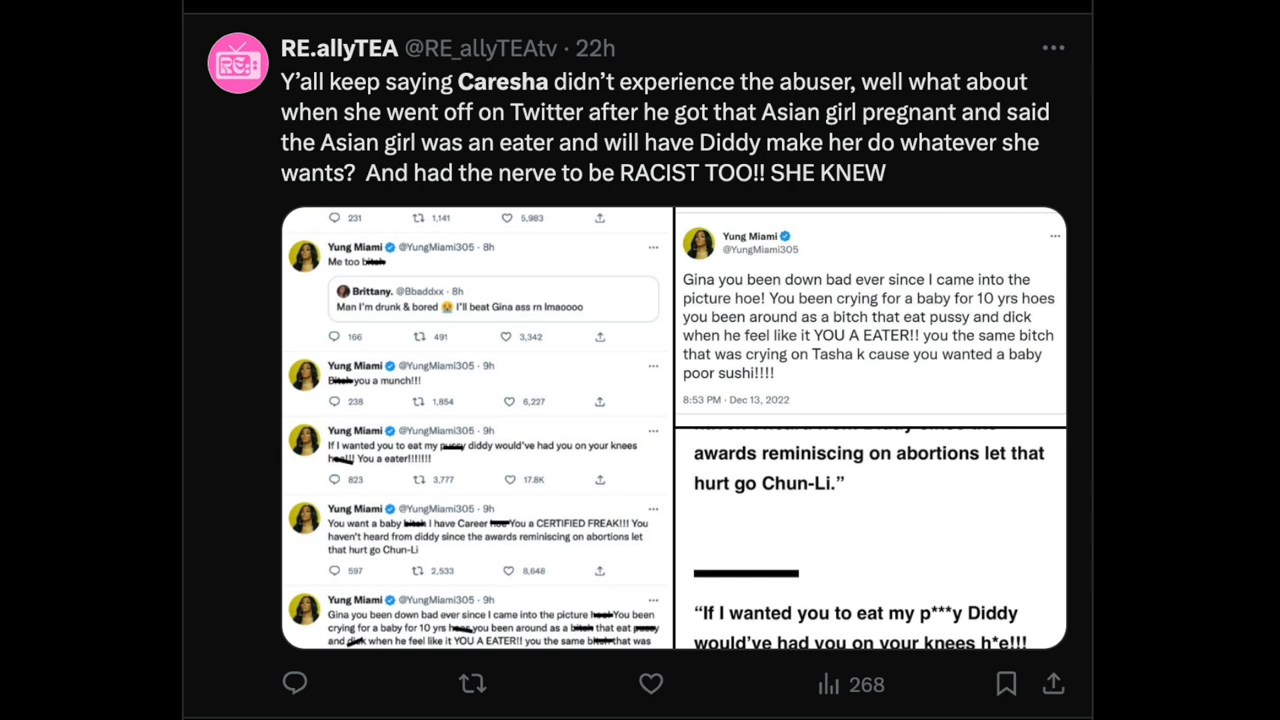 RE.allyTEA @RE_allyTEAtv · 22h
RE:
Y'all keep saying Caresha didn't experience the abuser, well what about
when she went off on Twitter after he got that Asian girl pregnant and said
the Asian girl was an eater and will have Diddy make her do whatever she
wants? And had the nerve to be RACIST TOO!! SHE KNEW
231 1,141 5,983
Yung Miami @YungMiami305 · 8h
Me too bitch
Brittany. @Bbaddxx · 8h
Man I'm drunk & bored 😭 I'll beat Gina ass rn lmaoooo
166 491 3,342
Yung Miami @YungMiami305 · 9h
Bitch you a munch!!!
238 1,854 6,227
Yung Miami @YungMiami305 · 9h
If I wanted you to eat my pussy diddy would've had you on your knees
hoe!!! You a eater!!!!!!!
823 3,777 17.8K
Yung Miami @YungMiami305 · 9h
You want a baby bitch I have Career hoe You a CERTIFIED FREAK!!! You
haven't heard from diddy since the awards reminiscing on abortions let
that hurt go Chun-Li
597 2,533 8,648
Yung Miami @YungMiami305 · 9h
Gina you been down bad ever since I came into the picture hoe! You been
crying for a baby for 10 yrs hoes you been around as a bitch that eat pussy
and dick when he feel like it YOU A EATER!! you the same bitch that was
Yung Miami
@YungMiami305
Gina you been down bad ever since I came into the
picture hoe! You been crying for a baby for 10 yrs hoes
you been around as a bitch that eat pussy and dick
when he feel like it YOU A EATER!! you the same bitch
that was crying on Tasha k cause you wanted a baby
poor sushi!!!!
8:53 PM · Dec 13, 2022
awards reminiscing on abortions let that
hurt go Chun-Li.”
“If I wanted you to eat my p***y Diddy
would've had you on your knees h*e!!!
268